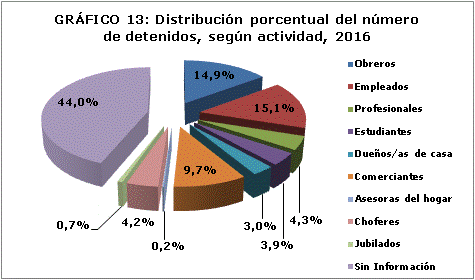 GRÁFICO 13: Distribución porcentual del número
de detenidos, según actividad, 2016
14,9%
15,1%
4,3%
3,9%
3,0%
9,7%
0,2%
4,2%
0,7%
44,0%
Obreros
Empleados
Profesionales
Estudiantes
Dueños/as de casa
Comerciantes
Asesoras del hogar
Choferes
Jubilados
Sin Información